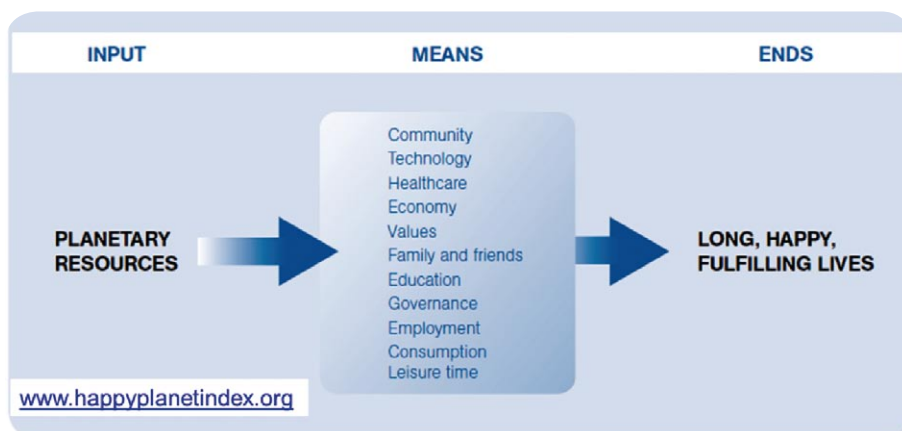 INPUT
MEANS
ENDS
Community
Technology
Healthcare
Economy
Values
Family and friends
Education
Governance
Employment
Consumption
Leisure time
PLANETARY
RESOURCES
LONG, HAPPY,
FULFILLING LIVES
www.happyplanetindex.org